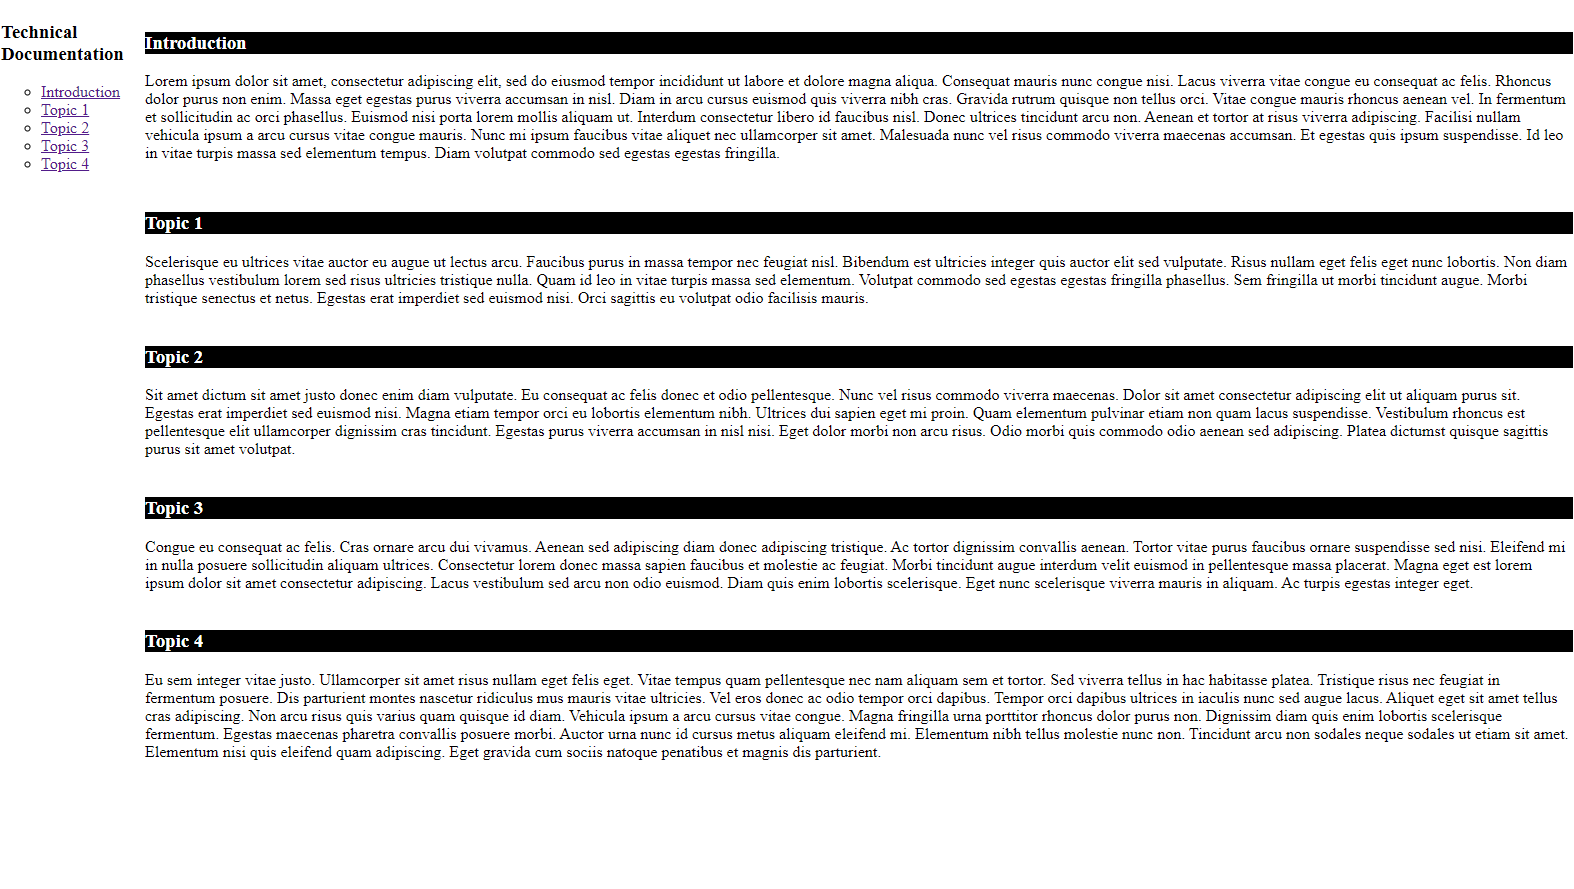 Technical
Documentation
Introduction
Topic 1
Topic 2
Topic 3
Topic 4
Introduction
Lorem ipsum dolor sit amet, consectetur adipiscing elit, sed do eiusmod tempor incididunt ut labore et dolore magna aliqua. Consequat mauris nunc congue nisi. Lacus viverra vitae congue eu consequat ac felis. Rhoncus
dolor purus non enim. Massa eget egestas purus viverra accumsan in nisl. Diam in arcu cursus euismod quis viverra nibh cras. Gravida rutrum quisque non tellus orci. Vitae congue mauris rhoncus aenean vel. In fermentum
et sollicitudin ac orci phasellus. Euismod nisi porta lorem mollis aliquam ut. Interdum consectetur libero id faucibus nisl. Donec ultrices tincidunt arcu non. Aenean et tortor at risus viverra adipiscing. Facilisi nullam
vehicula ipsum a arcu cursus vitae congue mauris. Nunc mi ipsum faucibus vitae aliquet nec ullamcorper sit amet. Malesuada nunc vel risus commodo viverra maecenas accumsan. Et egestas quis ipsum suspendisse. Id leo
in vitae turpis massa sed elementum tempus. Diam volutpat commodo sed egestas egestas fringilla.
Topic 1
Scelerisque eu ultrices vitae auctor eu augue ut lectus arcu. Faucibus purus in massa tempor nec feugiat nisl. Bibendum est ultricies integer quis auctor elit sed vulputate. Risus nullam eget felis eget nunc lobortis. Non diam
phasellus vestibulum lorem sed risus ultricies tristique nulla. Quam id leo in vitae turpis massa sed elementum. Volutpat commodo sed egestas egestas fringilla phasellus. Sem fringilla ut morbi tincidunt augue. Morbi
tristique senectus et netus. Egestas erat imperdiet sed euismod nisi. Orci sagittis eu volutpat odio facilisis mauris.
Topic 2
Sit amet dictum sit amet justo donec enim diam vulputate. Eu consequat ac felis donec et odio pellentesque. Nunc vel risus commodo viverra maecenas. Dolor sit amet consectetur adipiscing elit ut aliquam purus sit.
Egestas erat imperdiet sed euismod nisi. Magna etiam tempor orci eu lobortis elementum nibh. Ultrices dui sapien eget mi proin. Quam elementum pulvinar etiam non quam lacus suspendisse. Vestibulum rhoncus est
pellentesque elit ullamcorper dignissim cras tincidunt. Egestas purus viverra accumsan in nisl nisi. Eget dolor morbi non arcu risus. Odio morbi quis commodo odio aenean sed adipiscing. Platea dictumst quisque sagittis
purus sit amet volutpat.
Topic 3
Congue eu consequat ac felis. Cras ornare arcu dui vivamus. Aenean sed adipiscing diam donec adipiscing tristique. Ac tortor dignissim convallis aenean. Tortor vitae purus faucibus ornare suspendisse sed nisi. Eleifend mi
in nulla posuere sollicitudin aliquam ultrices. Consectetur lorem donec massa sapien faucibus et molestie ac feugiat. Morbi tincidunt augue interdum velit euismod in pellentesque massa placerat. Magna eget est lorem
ipsum dolor sit amet consectetur adipiscing. Lacus vestibulum sed arcu non odio euismod. Diam quis enim lobortis scelerisque. Eget nunc scelerisque viverra mauris in aliquam. Ac turpis egestas integer eget.
Topic 4
Eu sem integer vitae justo. Ullamcorper sit amet risus nullam eget felis eget. Vitae tempus quam pellentesque nec nam aliquam sem et tortor. Sed viverra tellus in hac habitasse platea. Tristique risus nec feugiat in
fermentum posuere. Dis parturient montes nascetur ridiculus mus mauris vitae ultricies. Vel eros donec ac odio tempor orci dapibus. Tempor orci dapibus ultrices in iaculis nunc sed augue lacus. Aliquet eget sit amet tellus
cras adipiscing. Non arcu risus quis varius quam quisque id diam. Vehicula ipsum a arcu cursus vitae congue. Magna fringilla urna porttitor rhoncus dolor purus non. Dignissim diam quis enim lobortis scelerisque
fermentum. Egestas maecenas pharetra convallis posuere morbi. Auctor urna nunc id cursus metus aliquam eleifend mi. Elementum nibh tellus molestie nunc non. Tincidunt arcu non sodales neque sodales ut etiam sit amet.
Elementum nisi quis eleifend quam adipiscing. Eget gravida cum sociis natoque penatibus et magnis dis parturient.